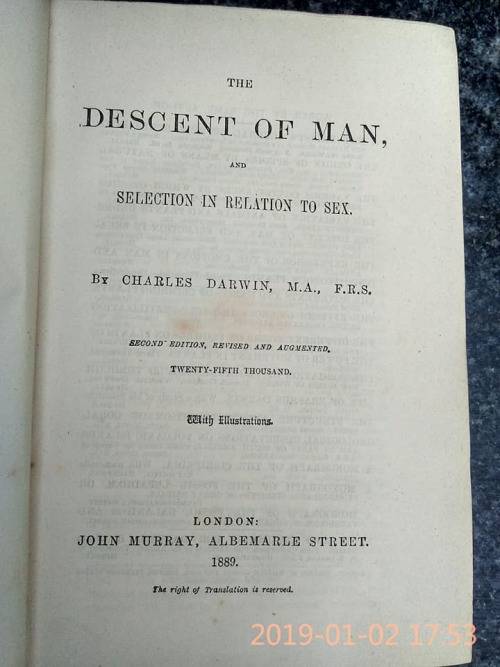 THE
DESCENT OF MAN,
AND
SELECTION IN RELATION TO SEX.
By CHARLES DARWIN, M.A., F.R.S.
SECOND EDITION, REVISED AND AUGMENTED.
TWENTY-FIFTH THOUSAND.
With Illustrations.
LONDON:
JOHN MURRAY, ALBEMARLE STREET.
1889.
The right of Translation is reserved.
2019-01-02 17:53